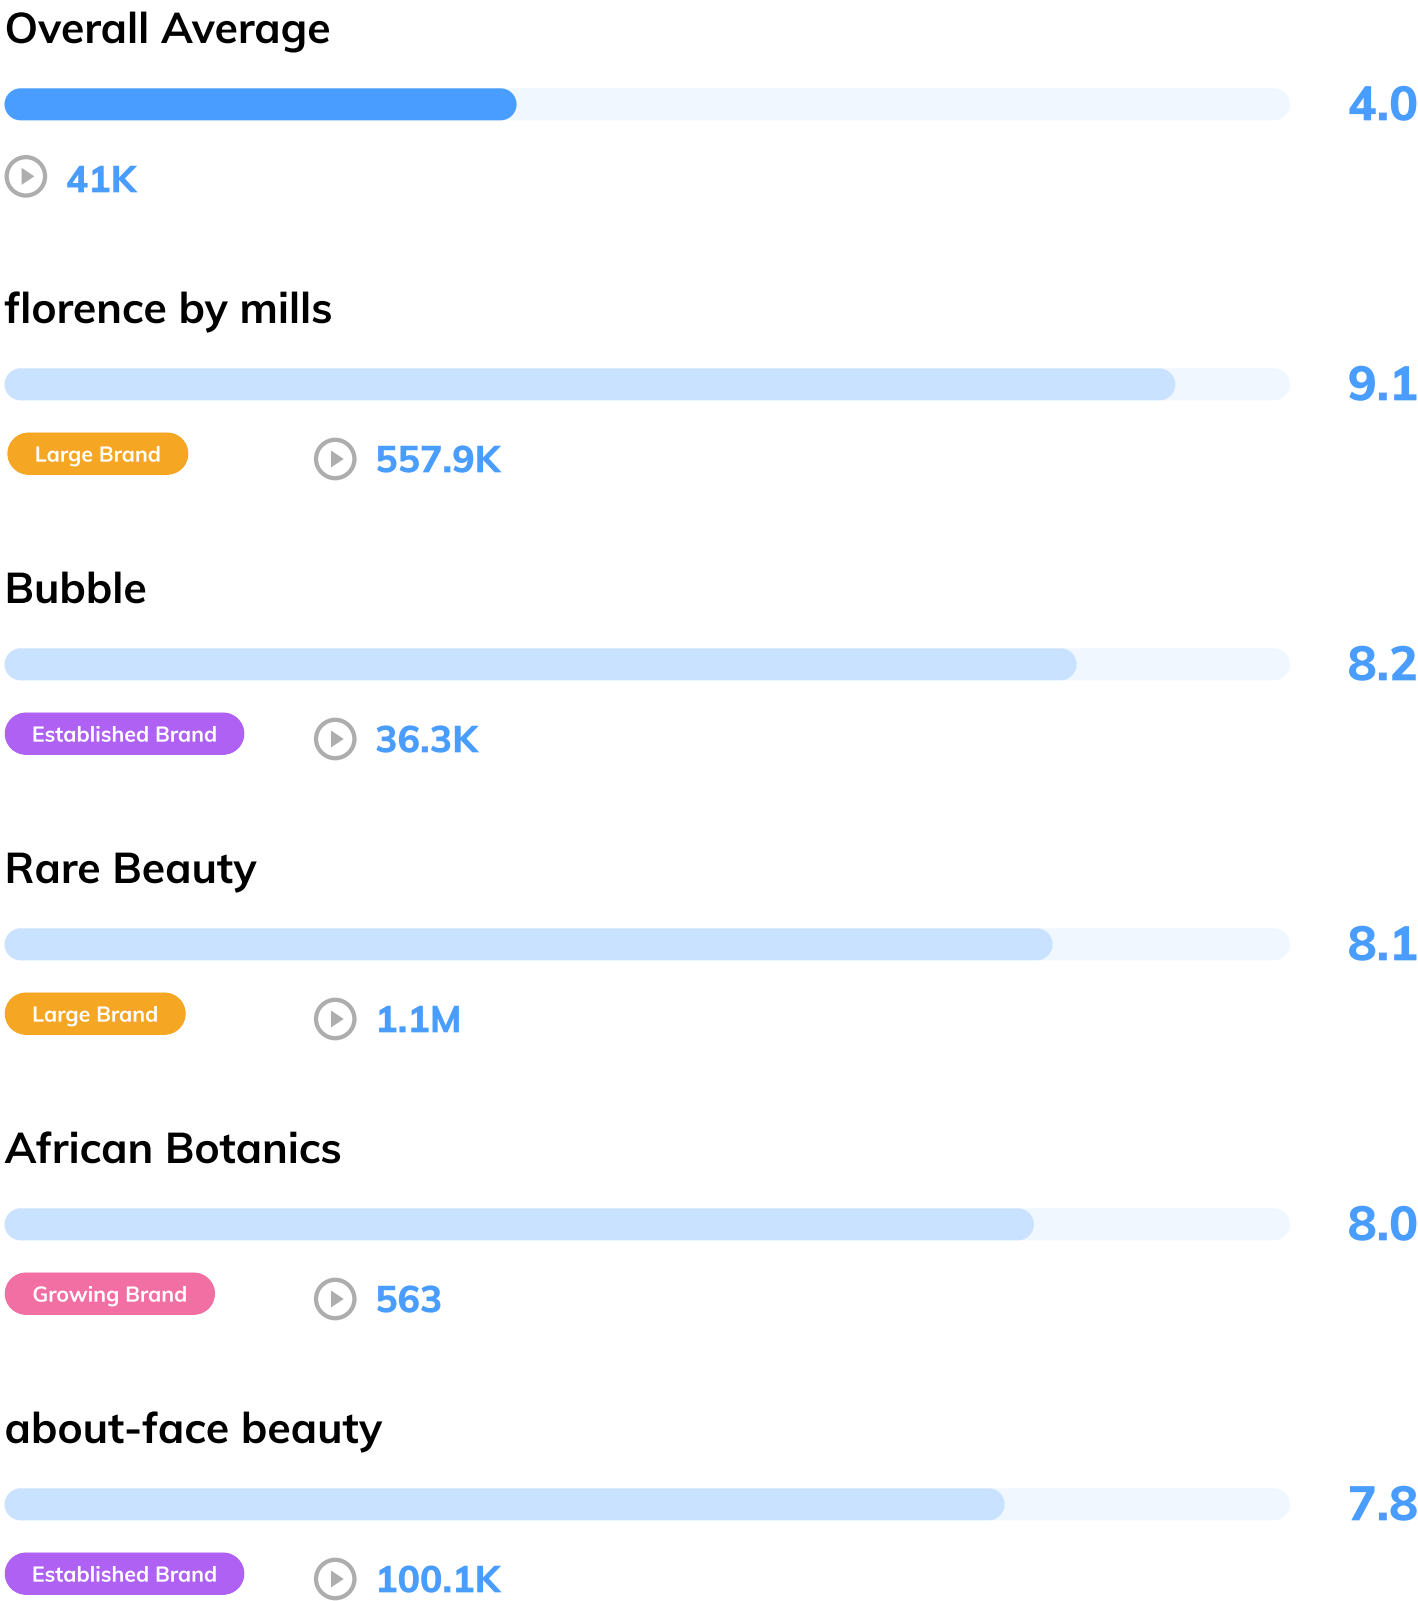 Overall Average
4.0
41K
florence by mills
9.1
Large Brand 557.9K
Bubble
8.2
Established Brand 36.3K
Rare Beauty
8.1
Large Brand 1.1M
African Botanics
8.0
Growing Brand 563
about-face beauty
7.8
Established Brand 100.1K